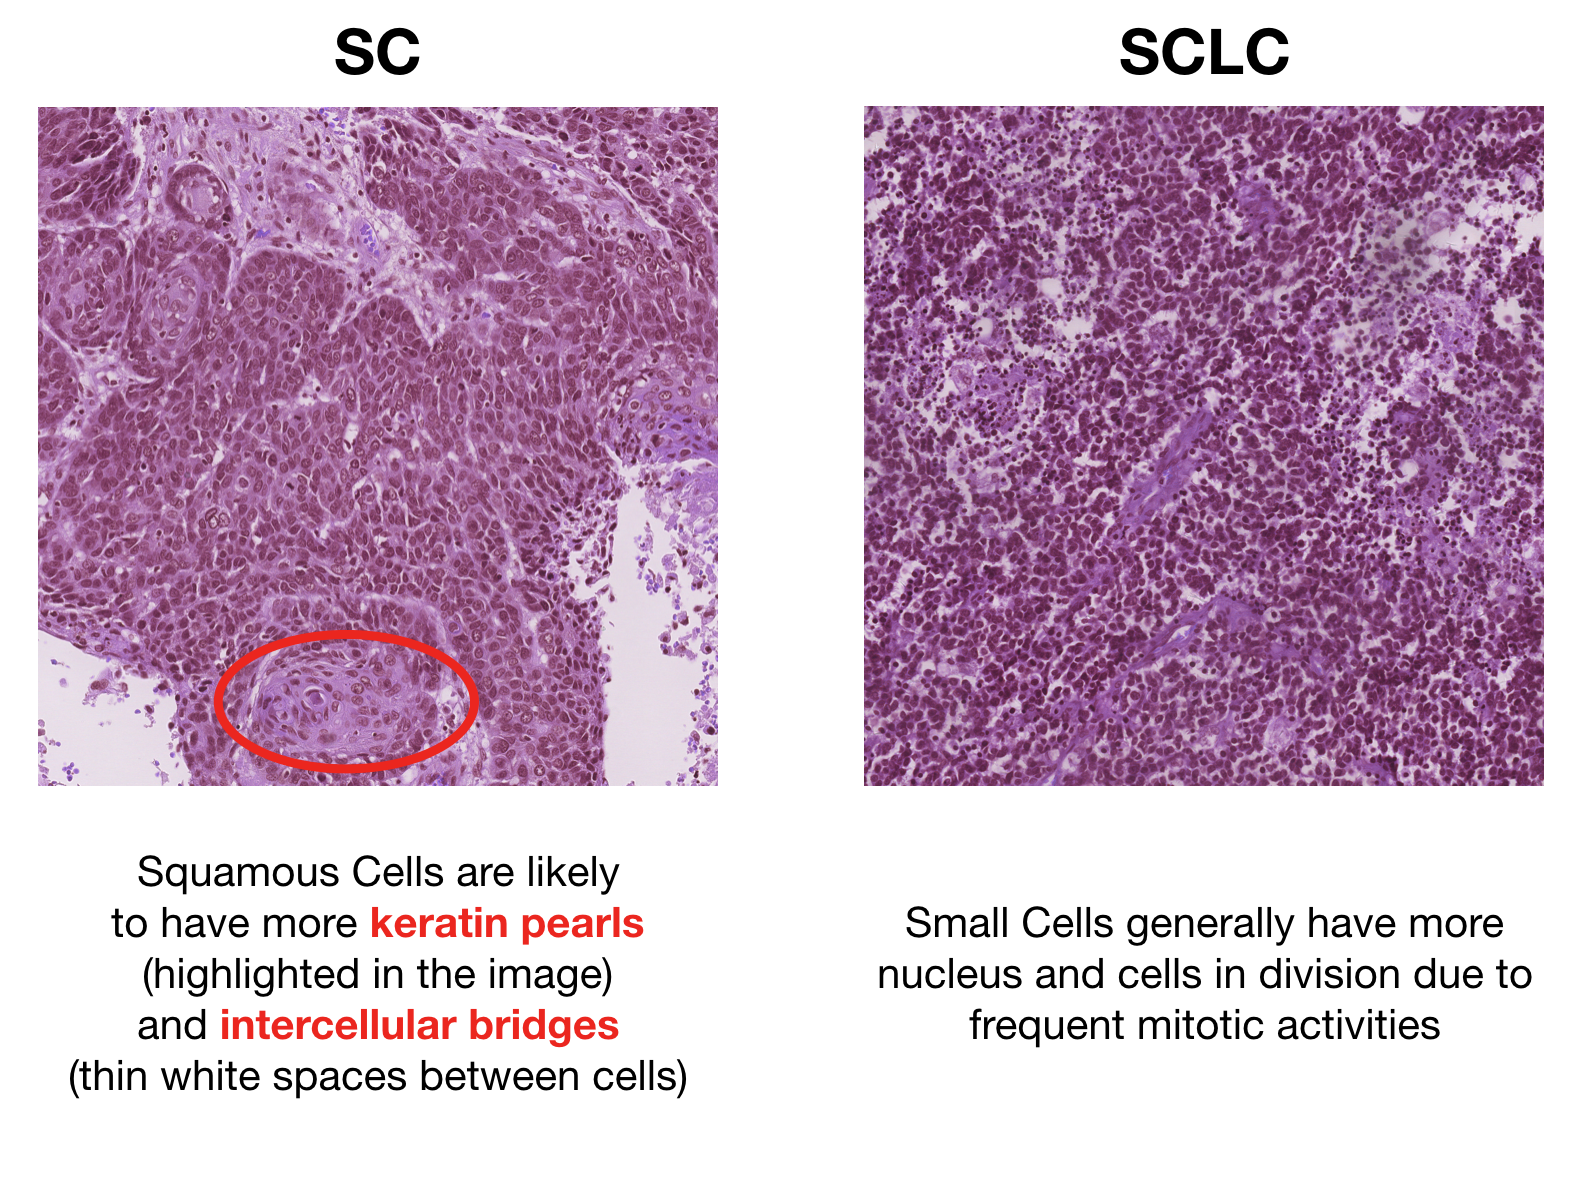 SC
SCLC
Squamous Cells are likely
to have more keratin pearls
(highlighted in the image)
and intercellular bridges
(thin white spaces between cells)
Small Cells generally have more
nucleus and cells in division due to
frequent mitotic activities